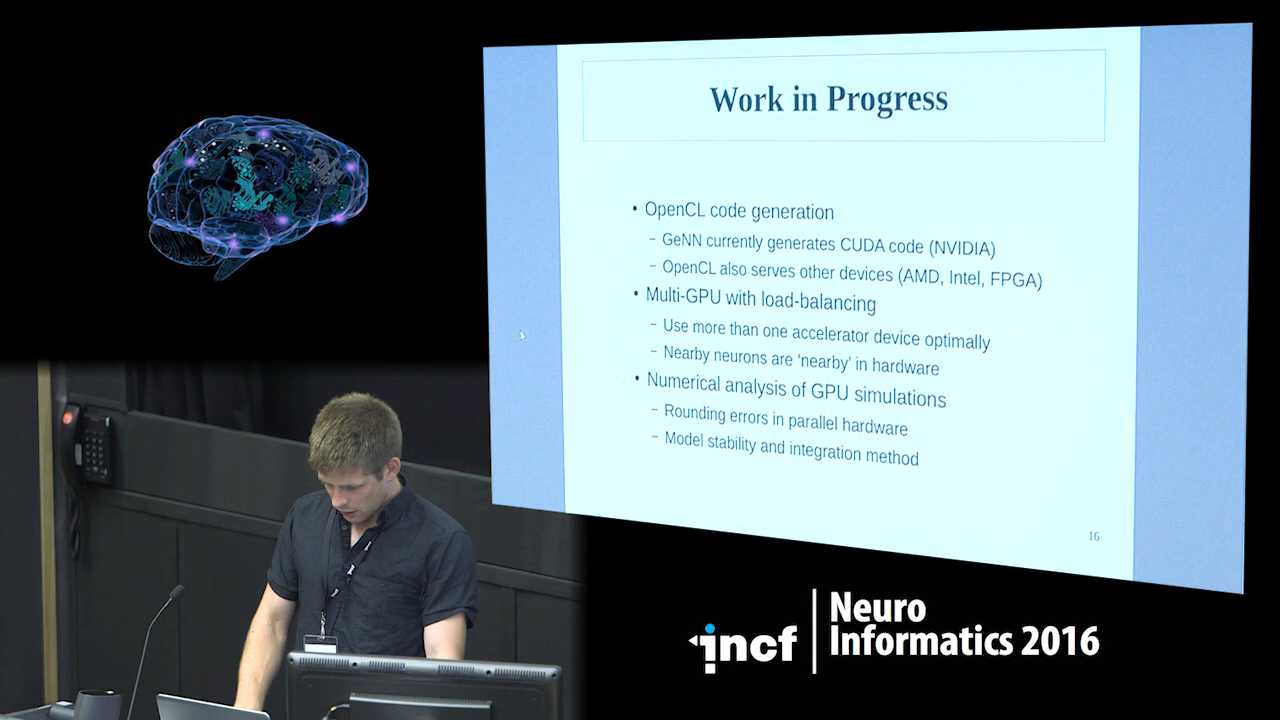 Work in Progress
• OpenCL code generation
– GeNN currently generates CUDA code (NVIDIA)
– OpenCL also serves other devices (AMD, Intel, FPGA)
• Multi-GPU with load-balancing
– Use more than one accelerator device optimally
– Nearby neurons are ‘nearby’ in hardware
• Numerical analysis of GPU simulations
– Rounding errors in parallel hardware
– Model stability and integration method
16
incf
Neuro
Informatics 2016